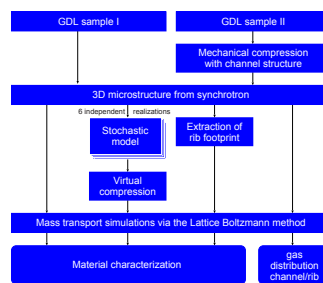 GDL sample I
GDL sample II
Mechanical compression
with channel structure
3D microstructure from synchrotron
6 independent realizations
Stochastic
model
Extraction of
rib footprint
Virtual
compression
Mass transport simulations via the Lattice Boltzmann method
Material characterization
gas
distribution
channel/rib